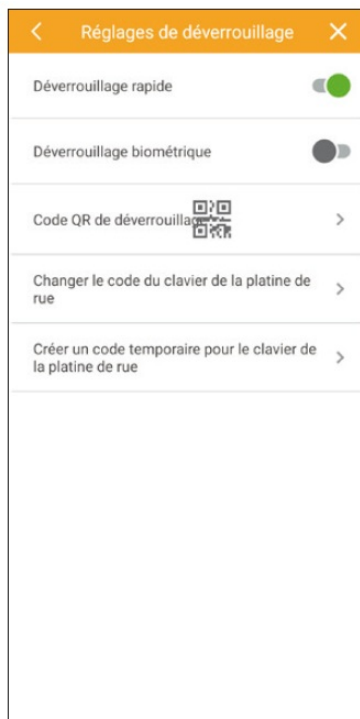 Réglages de déverrouillage
Déverrouillage rapide
Déverrouillage biométrique
Code QR de déverrouillage
Changer le code du clavier de la platine de
rue
Créer un code temporaire pour le clavier de
la platine de rue